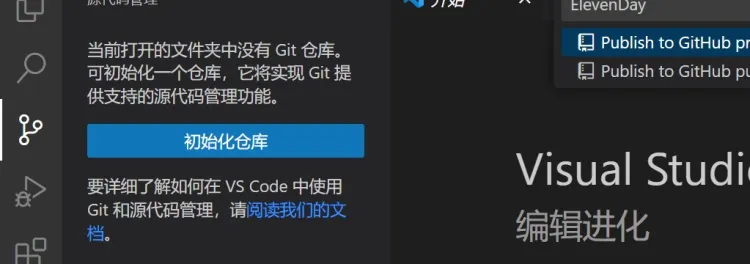 源代码管理
当前打开的文件夹中没有 Git 仓库。
可初始化一个仓库，它将实现 Git 提
供支持的源代码管理功能。
初始化仓库
要详细了解如何在 VS Code 中使用
Git 和源代码管理，请阅读我们的文
档。
开始
ElevenDay
Publish to GitHub pr
Publish to GitHub pu
Visual Studi
编辑进化